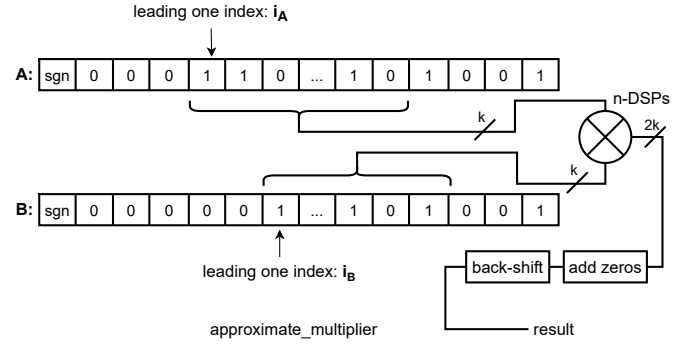 leading one index: i_A
A: sgn 0 0 0 1 1 0 ... 1 0 1 0 0 1
n-DSPs
k
2k
k
B: sgn 0 0 0 0 0 1 ... 1 0 1 0 0 1
leading one index: i_B
back-shift add zeros
approximate_multiplier result